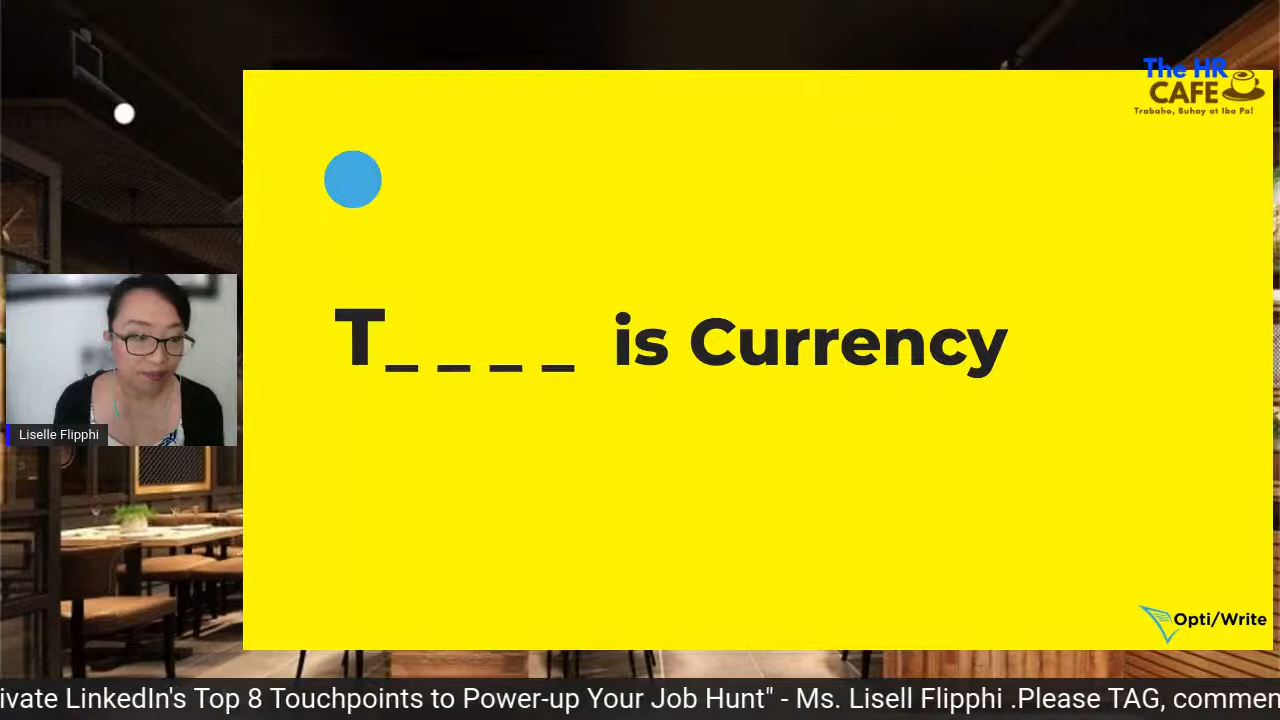 The HR
CAFE
Trabaho, Buhay at Iba Pa!
T_ _ _ _ is Currency
Liselle Flipphi
Opti/Write
ivate LinkedIn's Top 8 Touchpoints to Power-up Your Job Hunt" - Ms. Lisell Flipphi .Please TAG, commen